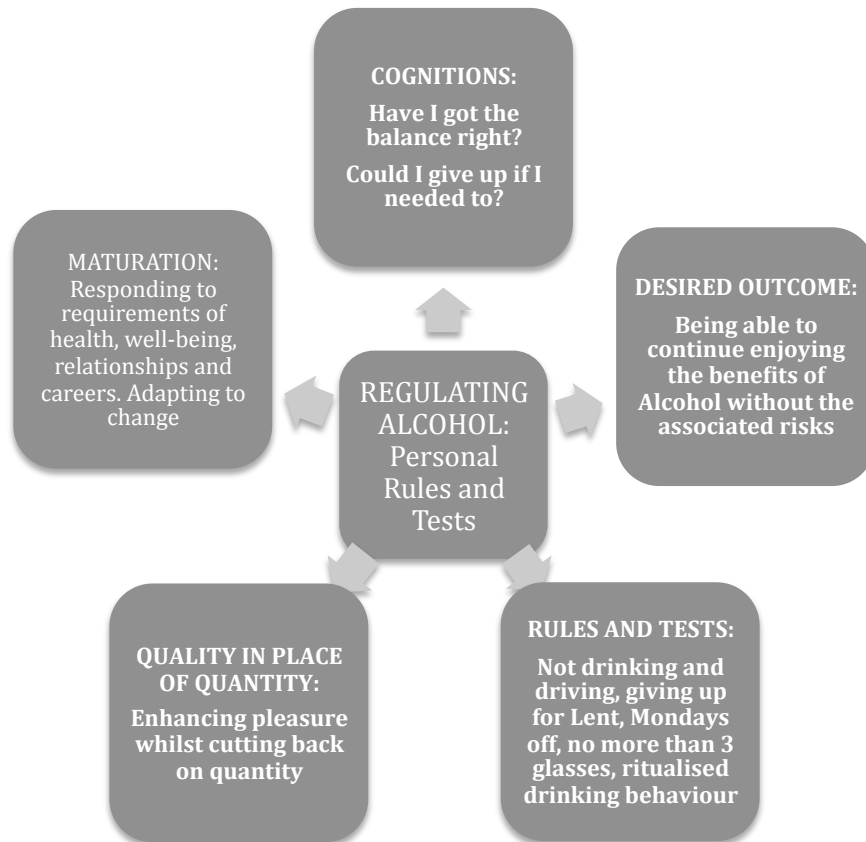 COGNITIONS:
Have I got the
balance right?
Could I give up if I
needed to?
MATURATION:
Responding to
requirements of
health, well-being,
relationships and
careers. Adapting to
change
DESIRED OUTCOME:
Being able to
continue enjoying
the benefits of
Alcohol without the
associated risks
REGULATING
ALCOHOL:
Personal
Rules and
Tests
QUALITY IN PLACE
OF QUANTITY:
Enhancing pleasure
whilst cutting back
on quantity
RULES AND TESTS:
Not drinking and
driving, giving up
for Lent, Mondays
off, no more than 3
glasses, ritualised
drinking behaviour